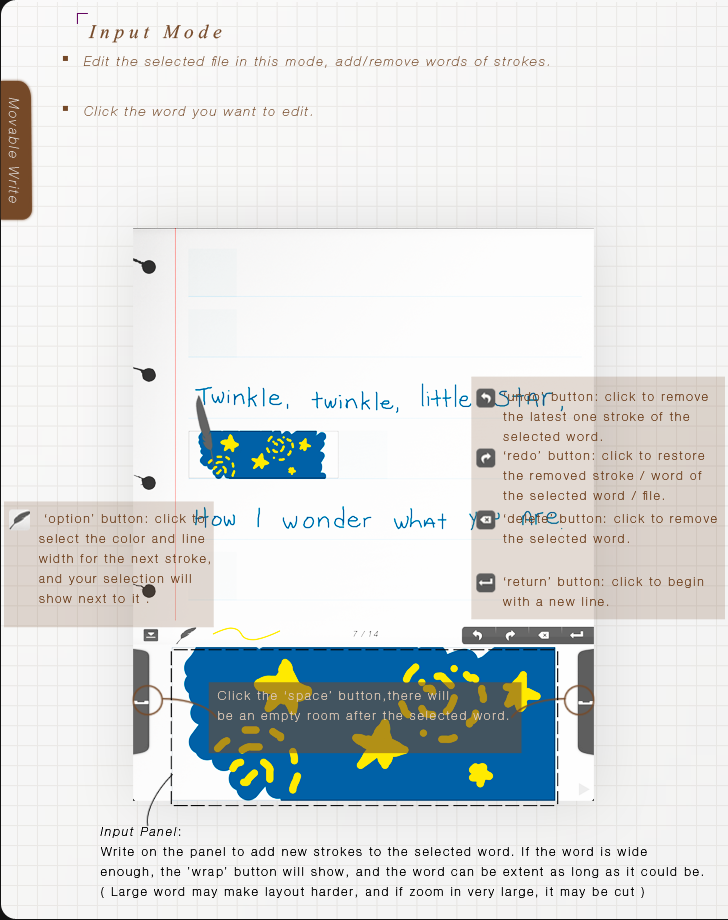 Input Mode
Edit the selected file in this mode, add/remove words of strokes.
Click the word you want to edit.
Movable Write
Twinkle, twinkle, little star,
'undo' button: click to remove
the latest one stroke of the
selected word.
'redo' button: click to restore
the removed stroke / word of
the selected word / file.
How I wonder what you are
'delete' button: click to remove
the selected word.
'return' button: click to begin
with a new line.
'option' button: click to
select the color and line
width for the next stroke,
and your selection will
show next to it .
7 / 14
Click the 'space' button,there will
be an empty room after the selected word.
Input Panel:
Write on the panel to add new strokes to the selected word. If the word is wide
enough, the 'wrap' button will show, and the word can be extent as long as it could be.
( Large word may make layout harder, and if zoom in very large, it may be cut )